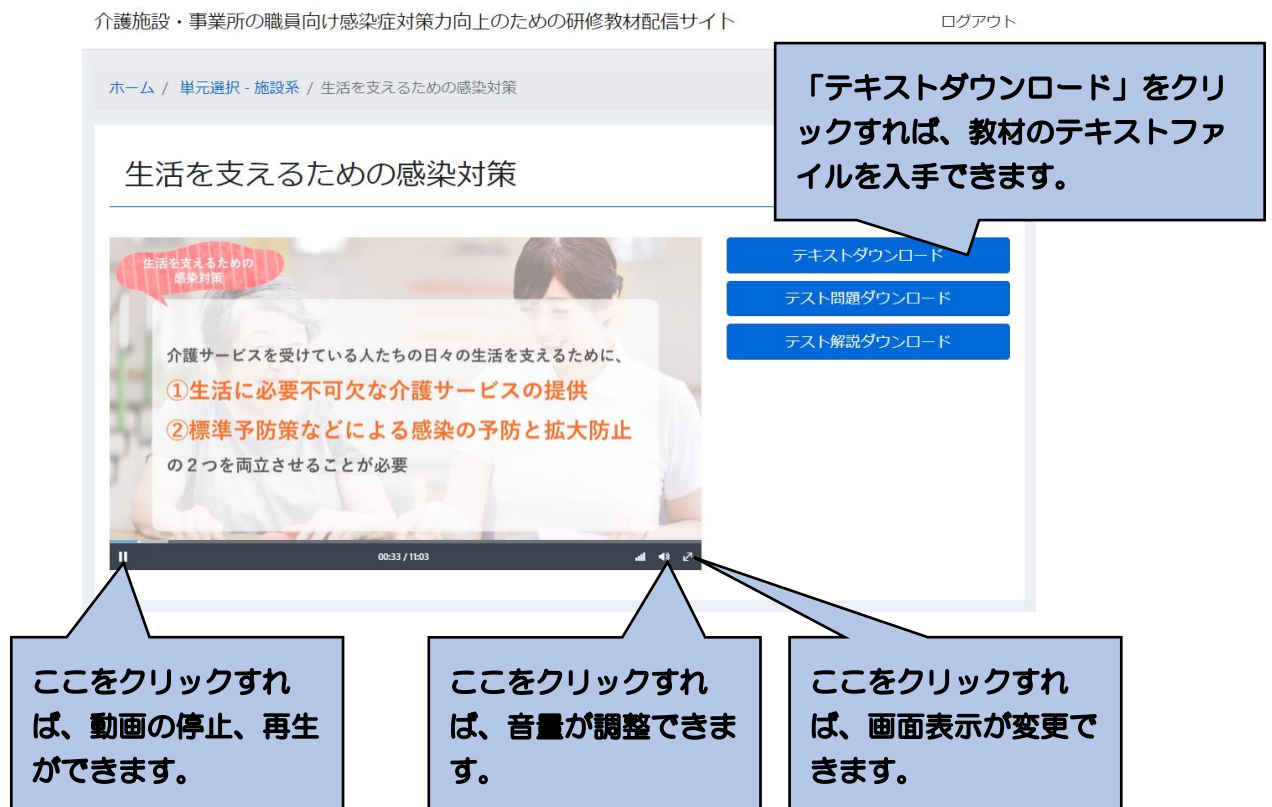 介護施設・事業所の職員向け感染症対策力向上のための研修教材配信サイト
ログアウト
ホーム / 単元選択 - 施設系 / 生活を支えるための感染対策
「テキストダウンロード」をクリ
ックすれば、教材のテキストファ
イルを入手できます。
生活を支えるための感染対策
生活を支えるための
感染対策
介護サービスを受けている人たちの日々の生活を支えるために、
①生活に必要不可欠な介護サービスの提供
②標準予防策などによる感染の予防と拡大防止
の２つを両立させることが必要
00:33 / 11:03
テキストダウンロード
テスト問題ダウンロード
テスト解説ダウンロード
ここをクリックすれ
ば、動画の停止、再生
ができます。
ここをクリックすれ
ば、音量が調整できま
す。
ここをクリックすれ
ば、画面表示が変更で
きます。